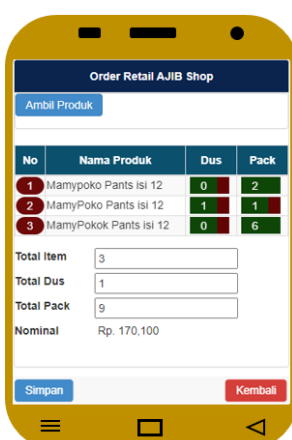 Order Retail AJIB Shop
Ambil Produk
No Nama Produk Dus Pack
1 Mamypoko Pants isi 12 0 2
2 MamyPoko Pants isi 12 1 1
3 MamyPokok Pants isi 12 0 6
Total Item 3
Total Dus 1
Total Pack 9
Nominal Rp. 170,100
Simpan Kembali